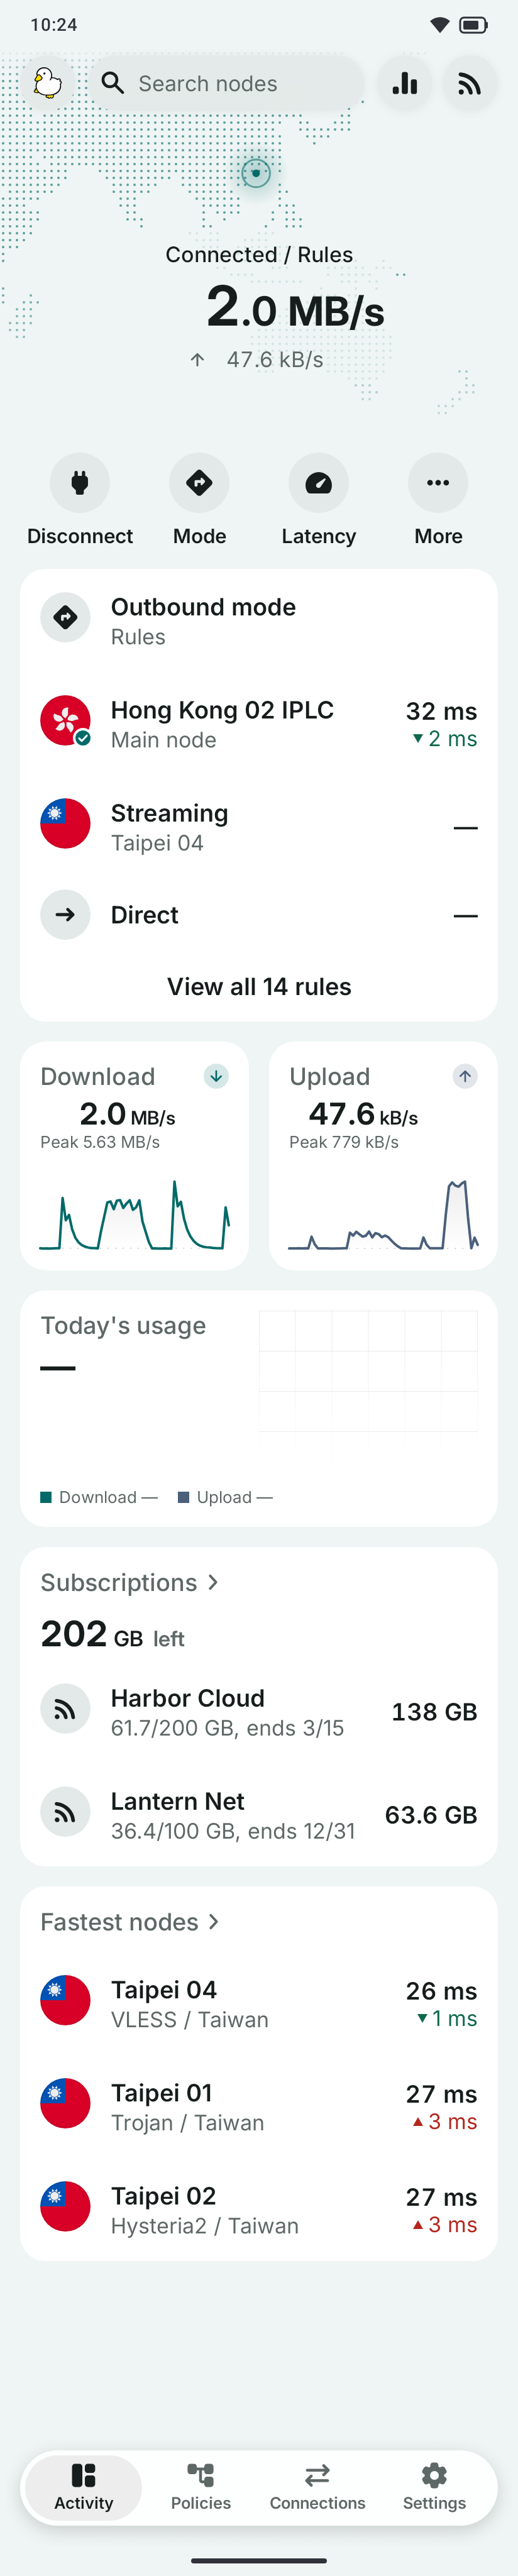 10:24
Search nodes
Connected / Rules
2.0 MB/s
47.6 kB/s
Disconnect Mode Latency More
Outbound mode
Rules
Hong Kong 02 IPLC 32 ms
Main node ▼2 ms
Streaming —
Taipei 04
Direct —
View all 14 rules
Download
2.0 MB/s
Peak 5.63 MB/s
Upload
47.6 kB/s
Peak 779 kB/s
Today's usage
—
Download — Upload —
Subscriptions
202 GB left
Harbor Cloud 138 GB
61.7/200 GB, ends 3/15
Lantern Net 63.6 GB
36.4/100 GB, ends 12/31
Fastest nodes
Taipei 04 26 ms
VLESS / Taiwan ▼1 ms
Taipei 01 27 ms
Trojan / Taiwan ▲3 ms
Taipei 02 27 ms
Hysteria2 / Taiwan ▲3 ms
Activity Policies Connections Settings